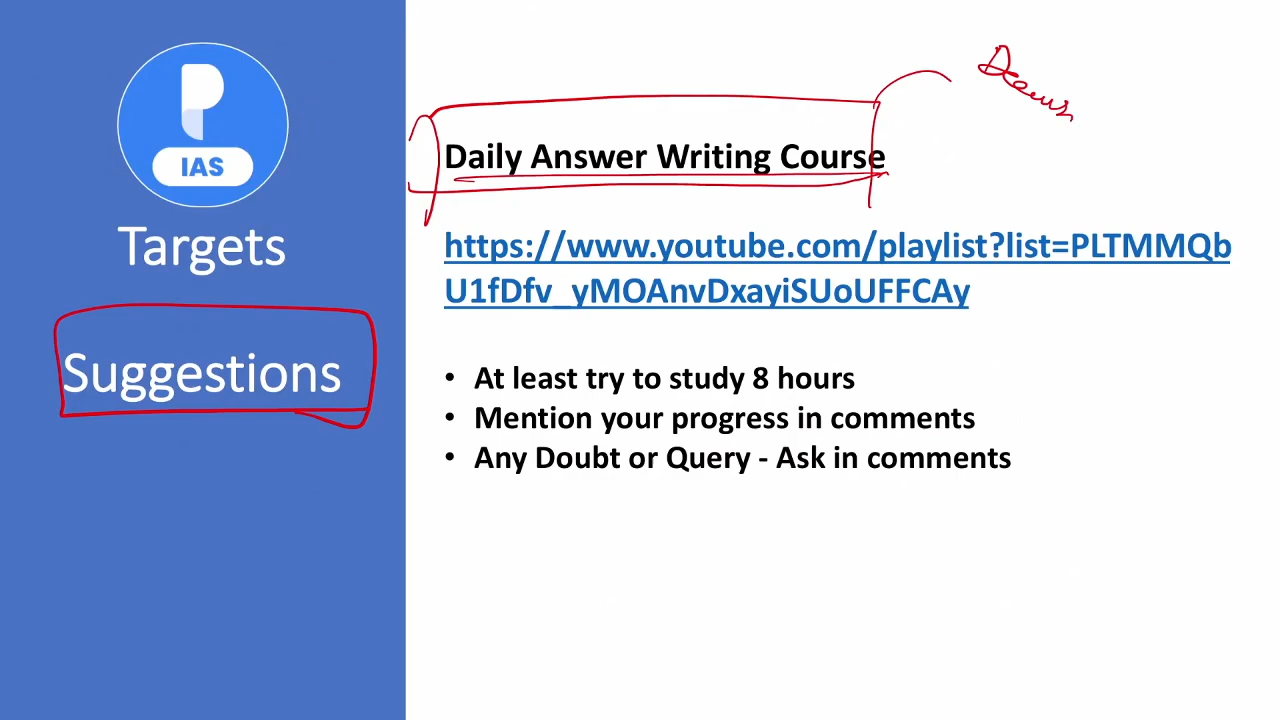 IAS
Targets
Suggestions
Daily Answer Writing Course
https://www.youtube.com/playlist?list=PLTMMQb
U1fDfv_yMOAnvDxayiSUoUFFCAy
• At least try to study 8 hours
• Mention your progress in comments
• Any Doubt or Query - Ask in comments